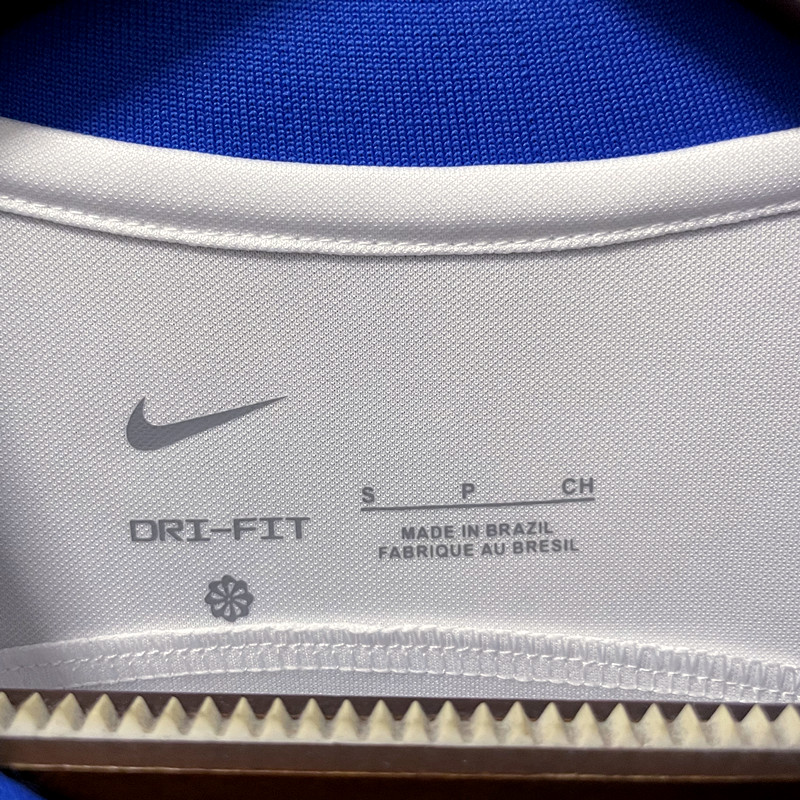 DRI-FIT
S P CH
MADE IN BRAZIL
FABRIQUE AU BRESIL